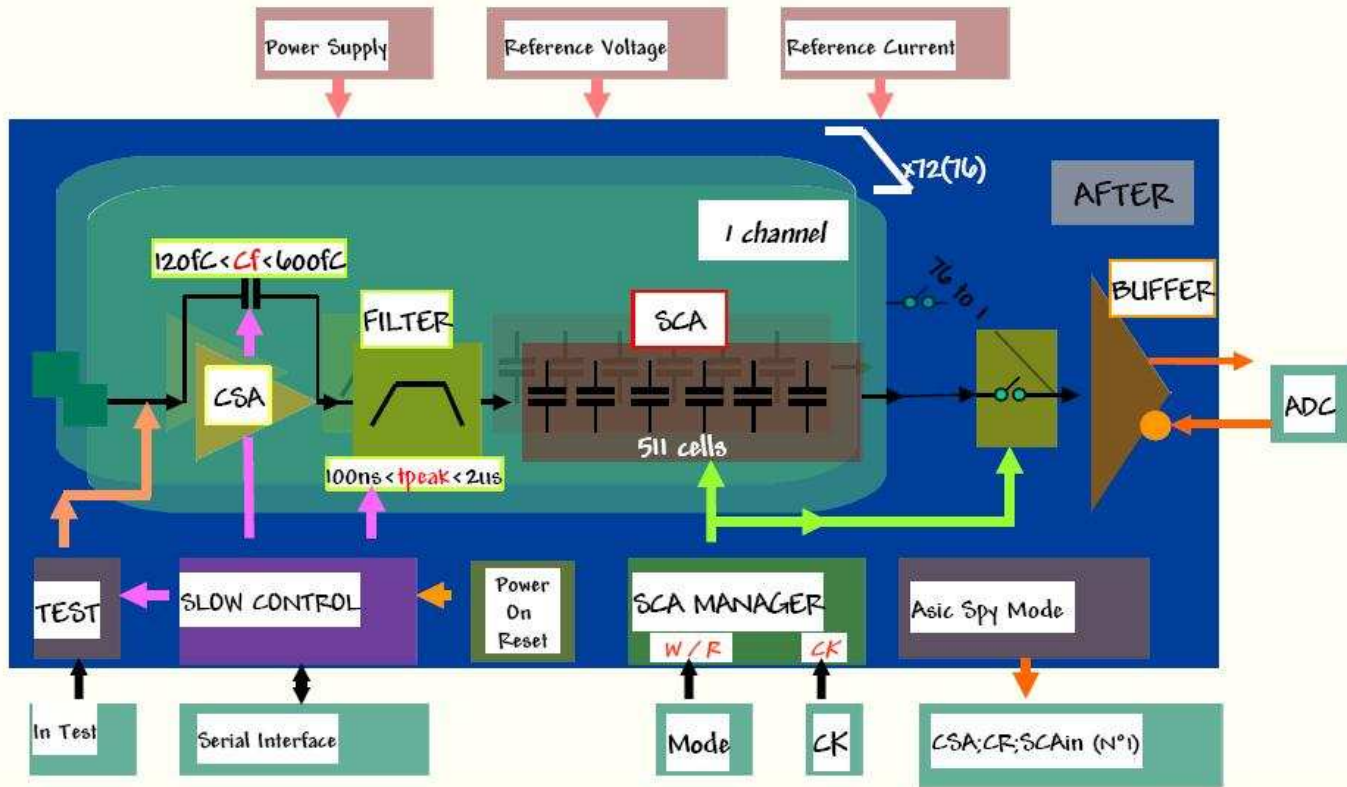 Power Supply
Reference Voltage
Reference Current
x72(76)
AFTER
1 channel
120fC<Cf<600fC
76 to 1
BUFFER
FILTER
SCA
CSA
ADC
511 cells
100ns<tpeak<2us
TEST
SLOW CONTROL
Power
On
Reset
SCA MANAGER
W/R
CK
Asic Spy Mode
In Test
Serial Interface
Mode
CK
CSA;CR;SCAin (N°1)